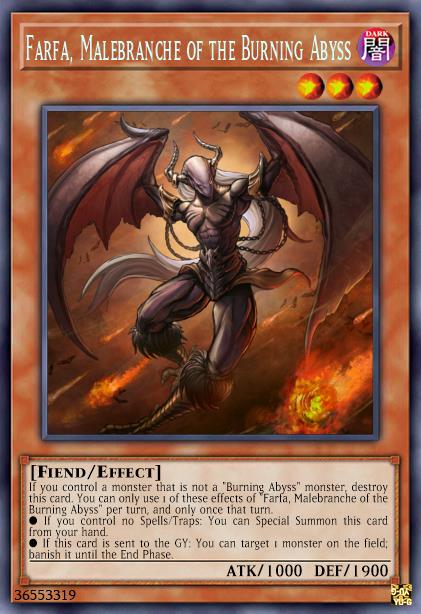 Farfa, Malebranche of the Burning Abyss
DARK
闇
[Fiend/Effect]
If you control a monster that is not a "Burning Abyss" monster, destroy
this card. You can only use 1 of these effects of "Farfa, Malebranche of the
Burning Abyss" per turn, and only once that turn.
● If you control no Spells/Traps: You can Special Summon this card
from your hand.
● If this card is sent to the GY: You can target 1 monster on the field;
banish it until the End Phase.
ATK/1000 DEF/1900
36553319